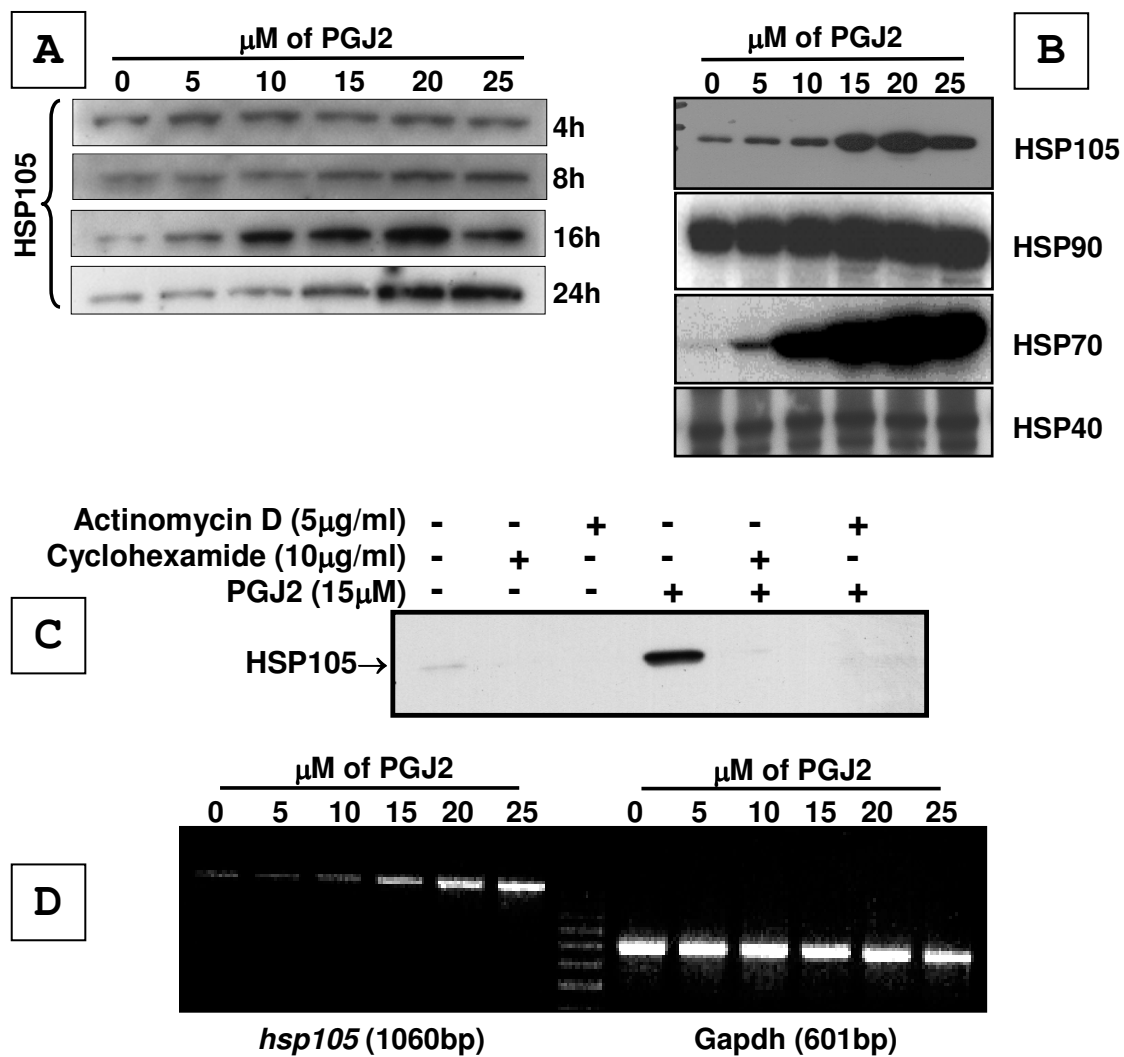 A
μM of PGJ2
0 5 10 15 20 25
HSP105
4h
8h
16h
24h
B
μM of PGJ2
0 5 10 15 20 25
HSP105
HSP90
HSP70
HSP40
C
Actinomycin D (5μg/ml) - - + - - +
Cyclohexamide (10μg/ml) - + - - + -
PGJ2 (15μM) - - - + + +
HSP105→
D
μM of PGJ2
0 5 10 15 20 25
μM of PGJ2
0 5 10 15 20 25
hsp105 (1060bp)
Gapdh (601bp)